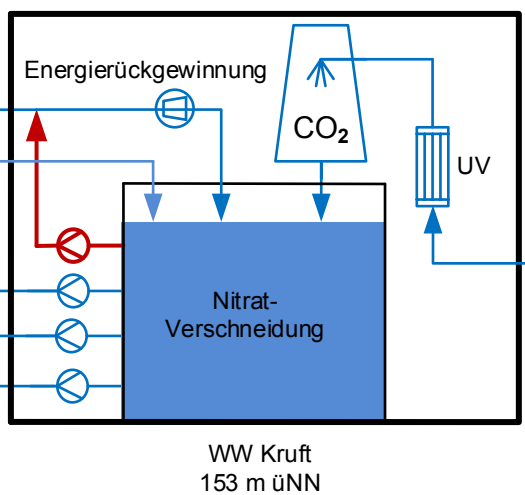 Energierückgewinnung
CO₂
UV
Nitrat-
Verschneidung
WW Kruft
153 m üNN